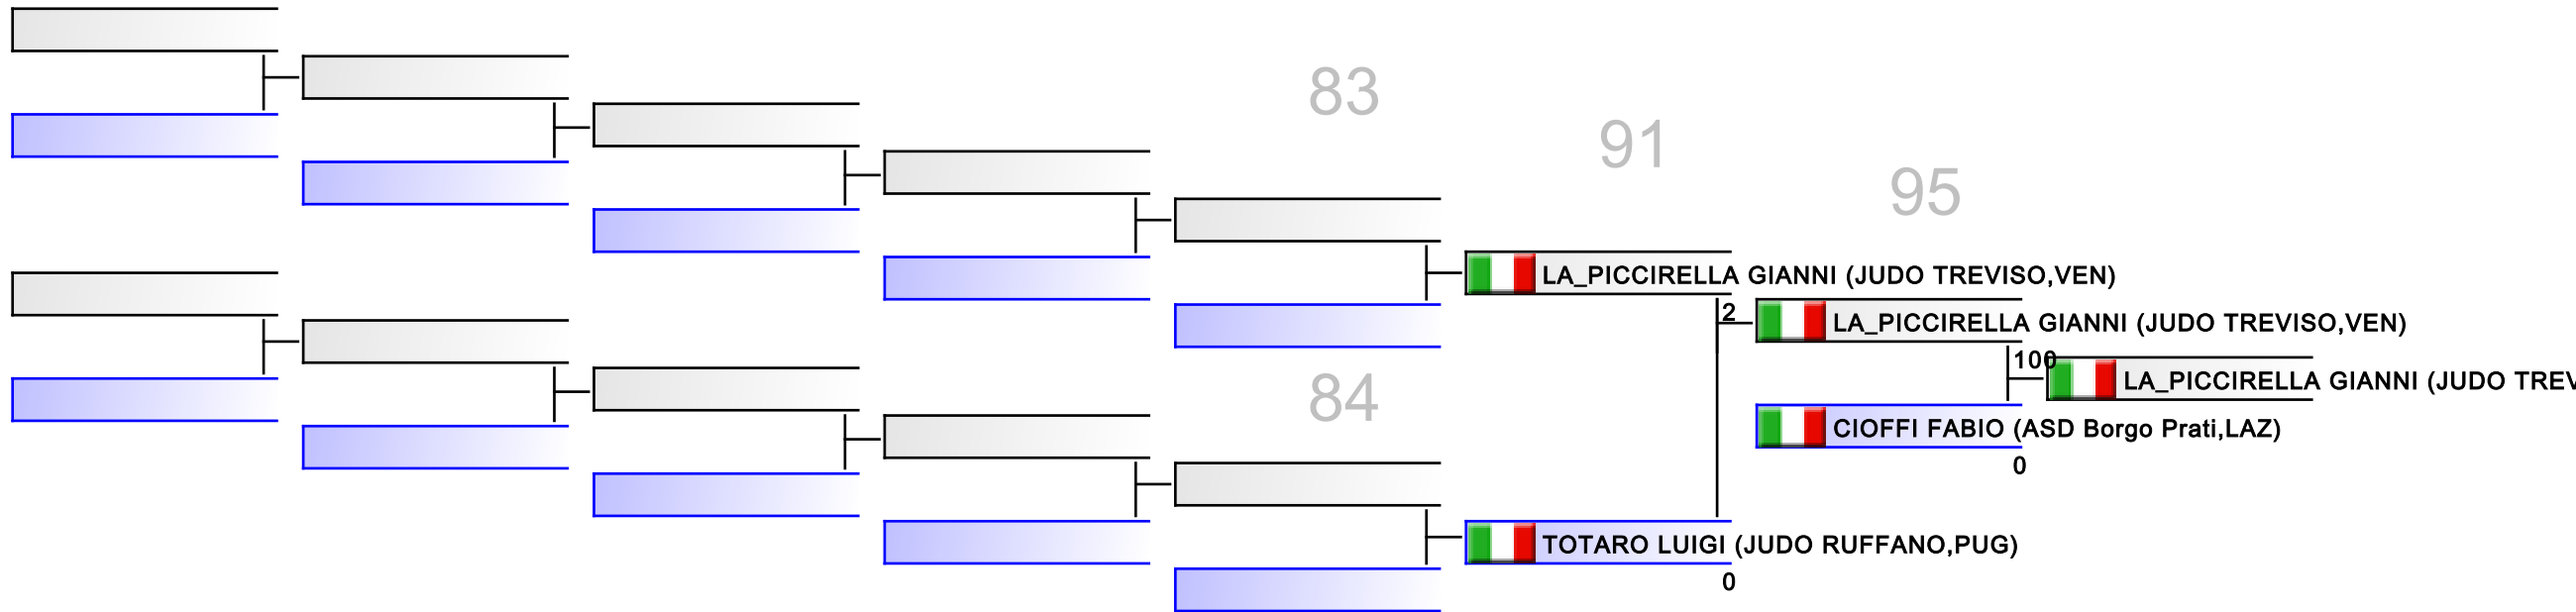 83
91
95
LA_PICCIRELLA GIANNI (JUDO TREVISO,VEN)
2
LA_PICCIRELLA GIANNI (JUDO TREVISO,VEN)
100
LA_PICCIRELLA GIANNI (JUDO TREV
84
CIOFFI FABIO (ASD Borgo Prati,LAZ)
0
TOTARO LUIGI (JUDO RUFFANO,PUG)
0